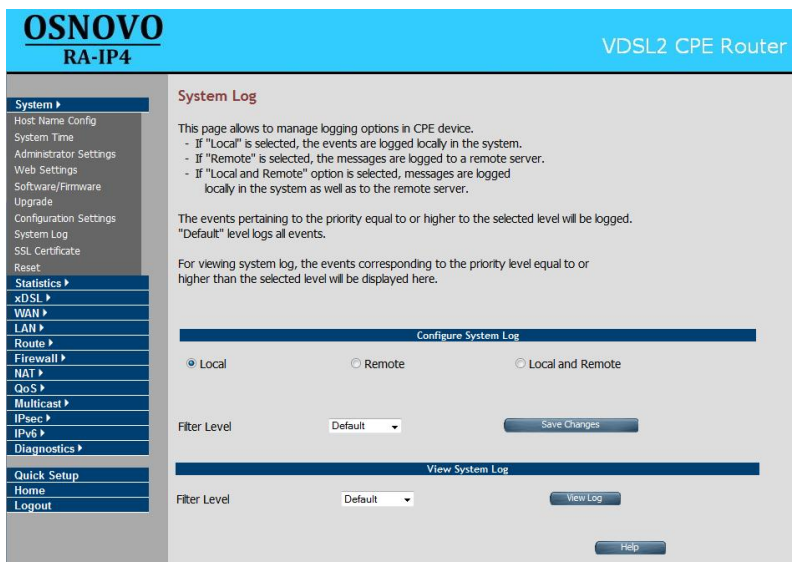 OSNOVO
RA-IP4
VDSL2 CPE Router
System
Host Name Config
System Time
Administrator Settings
Web Settings
Software/Firmware
Upgrade
Configuration Settings
System Log
SSL Certificate
Reset
Statistics
xDSL
WAN
LAN
Route
Firewall
NAT
QoS
Multicast
IPsec
IPv6
Diagnostics
Quick Setup
Home
Logout
System Log
This page allows to manage logging options in CPE device.
- If "Local" is selected, the events are logged locally in the system.
- If "Remote" is selected, the messages are logged to a remote server.
- If "Local and Remote" option is selected, messages are logged
locally in the system as well as to the remote server.
The events pertaining to the priority equal to or higher to the selected level will be logged.
"Default" level logs all events.
For viewing system log, the events corresponding to the priority level equal to or
higher than the selected level will be displayed here.
Configure System Log
Local Remote Local and Remote
Filter Level Default Save Changes
View System Log
Filter Level Default View Log
Help